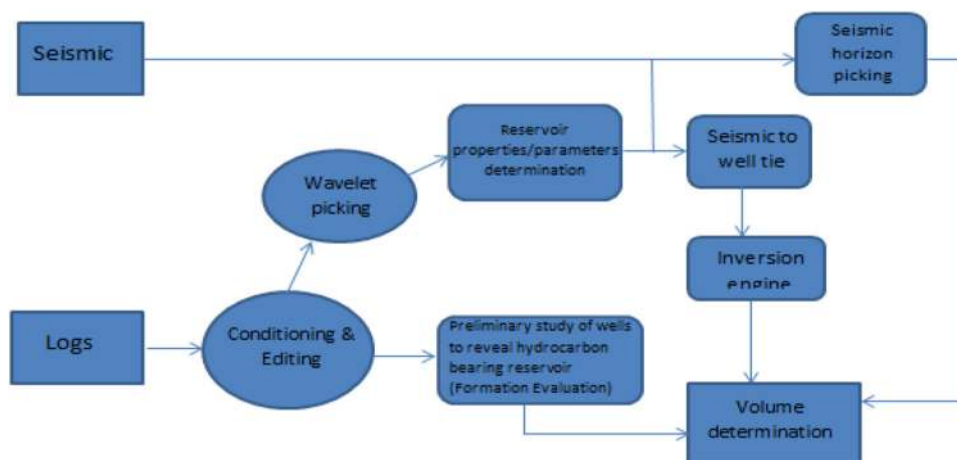 Seismic
Seismic
horizon
picking
Reservoir
properties/parameters
determination
Seismic to
well tie
Wavelet
picking
Inversion
engine
Logs
Conditioning &
Editing
Preliminary study of wells
to reveal hydrocarbon
bearing reservoir
(Formation Evaluation)
Volume
determination